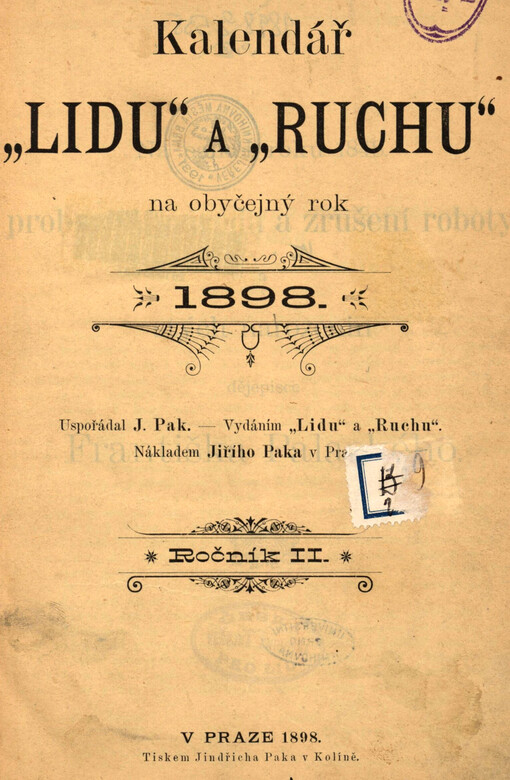 Kalendář
„LIDU“ A „RUCHU“
na obyčejný rok
1898.
Uspořádal J. Pak. — Vydáním „Lidu“ a „Ruchu“.
Nákladem Jiřího Paka v Pra
Ročník II.
V PRAZE 1898.
Tiskem Jindřicha Paka v Kolíně.